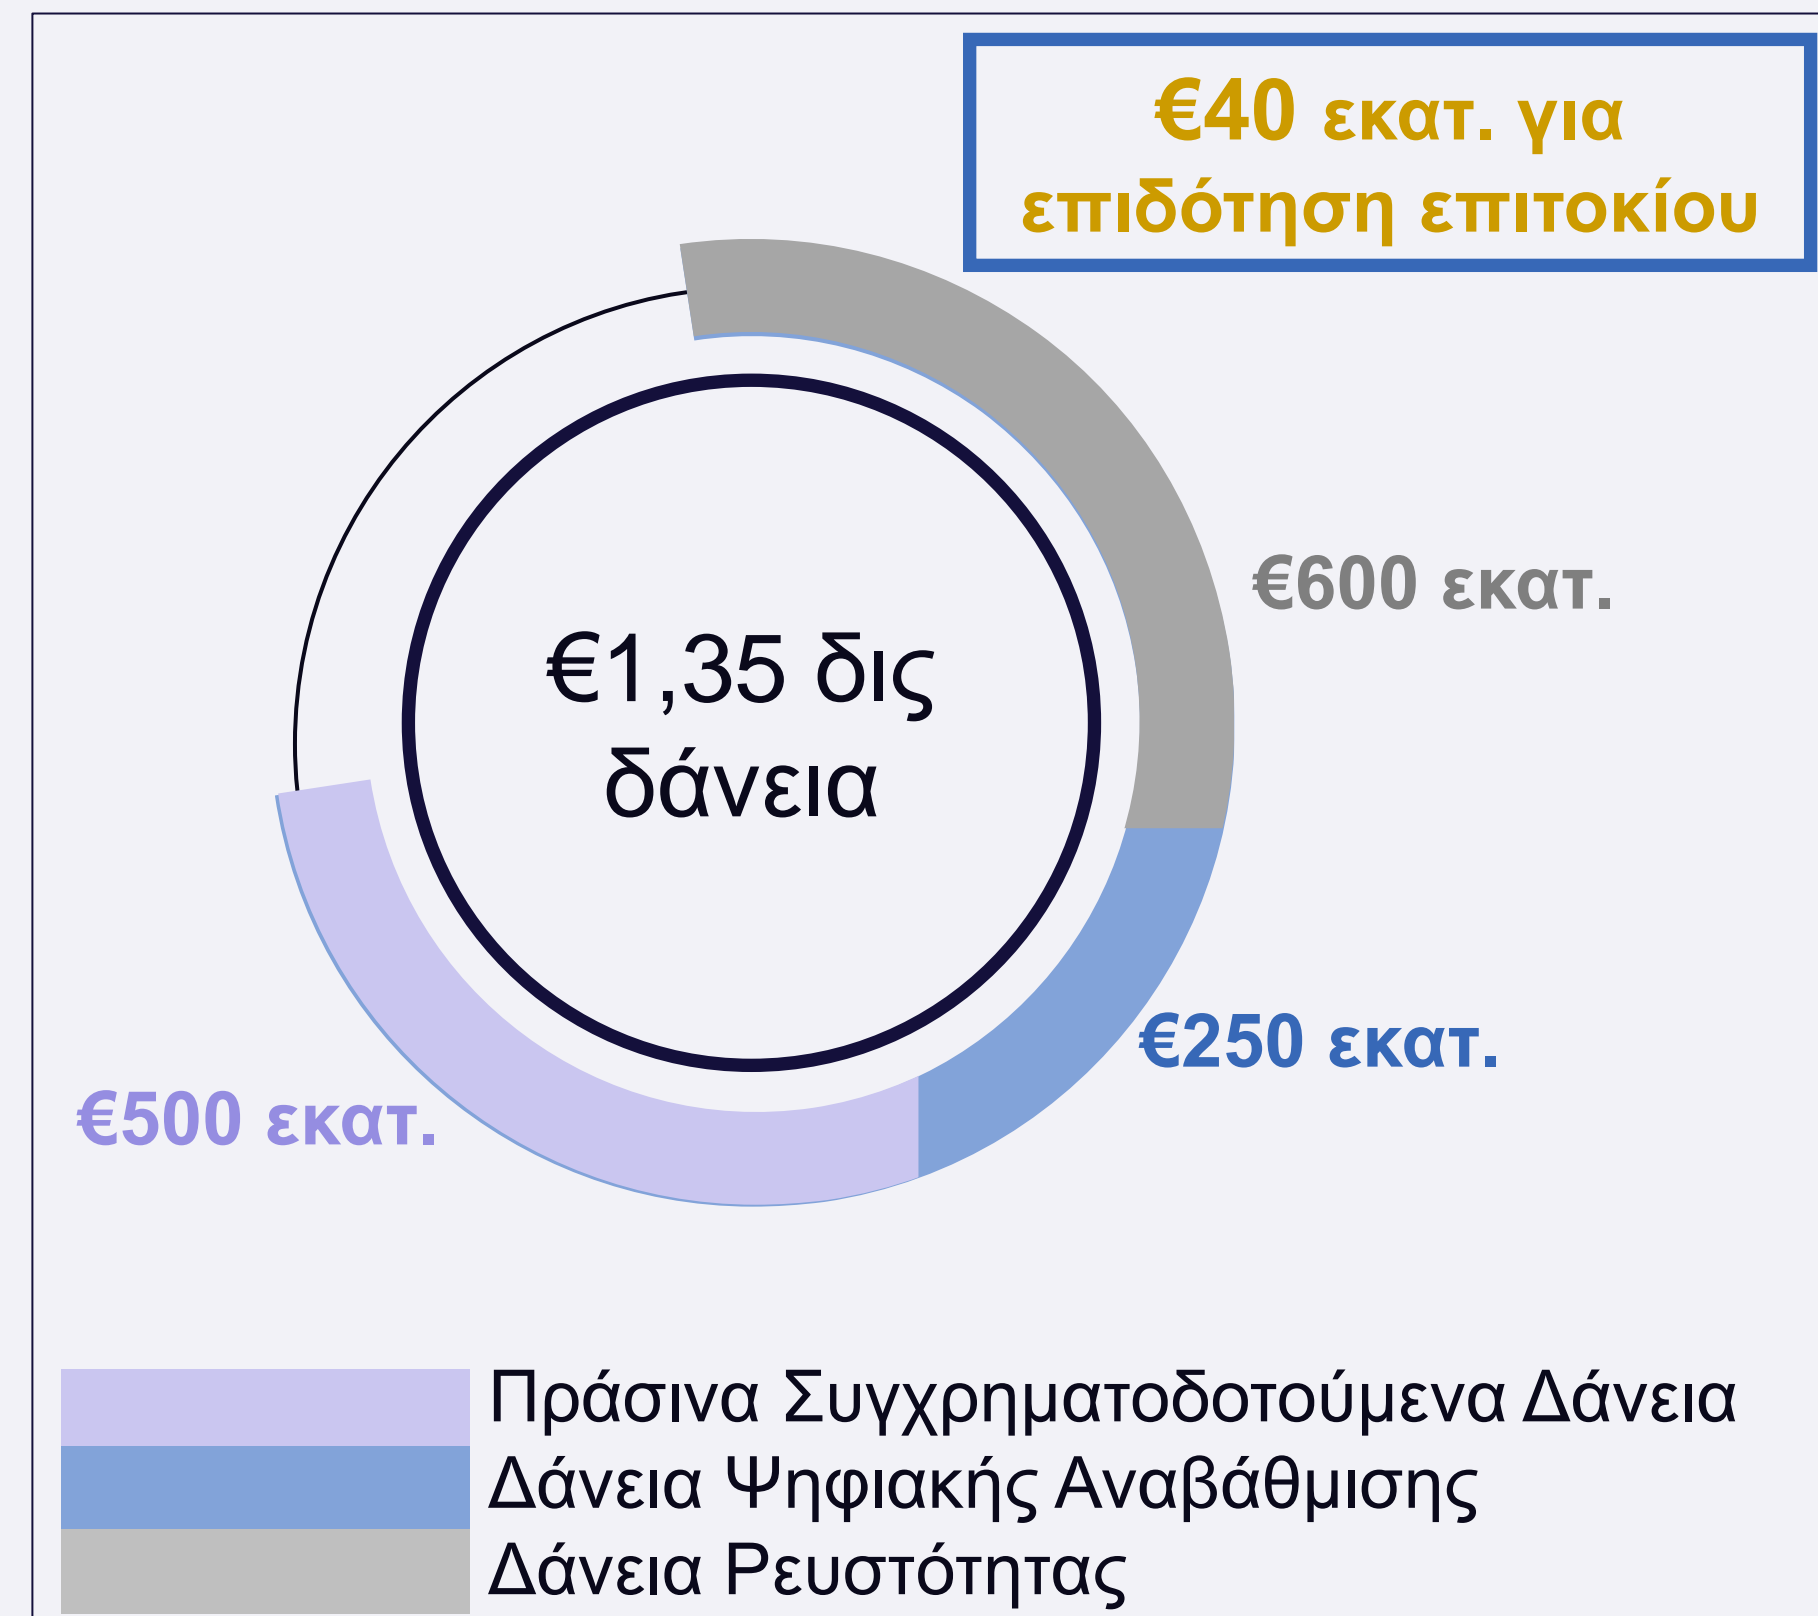 €40 εκατ. για
επιδότηση επιτοκίου
€600 εκατ.
€1,35 δις
δάνεια
€250 εκατ.
€500 εκατ.
Πράσινα Συγχρηματοδοτούμενα Δάνεια
Δάνεια Ψηφιακής Αναβάθμισης
Δάνεια Ρευστότητας